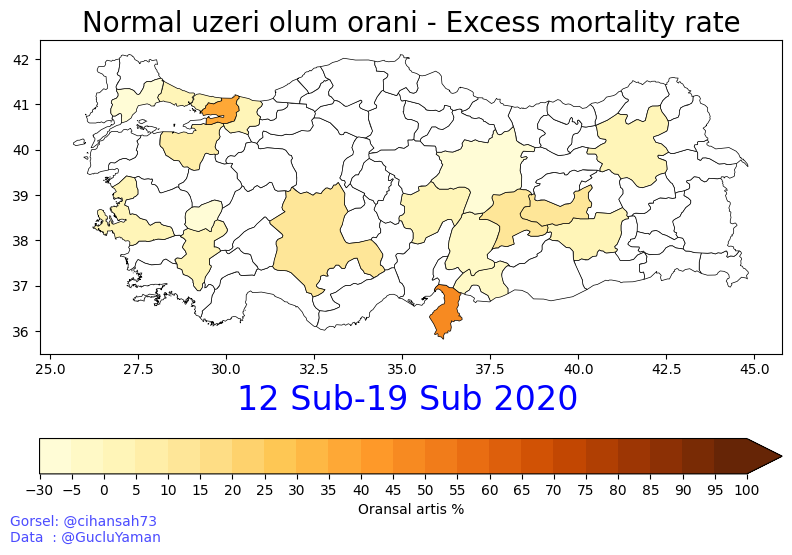 Normal uzeri olum orani - Excess mortality rate
42
41
40
39
38
37
36
25.0 27.5 30.0 32.5 35.0 37.5 40.0 42.5 45.0
12 Sub-19 Sub 2020
−30 −5 0 5 10 15 20 25 30 35 40 45 50 55 60 65 70 75 80 85 90 95 100
Oransal artis %
Gorsel: @cihansah73
Data : @GucluYaman